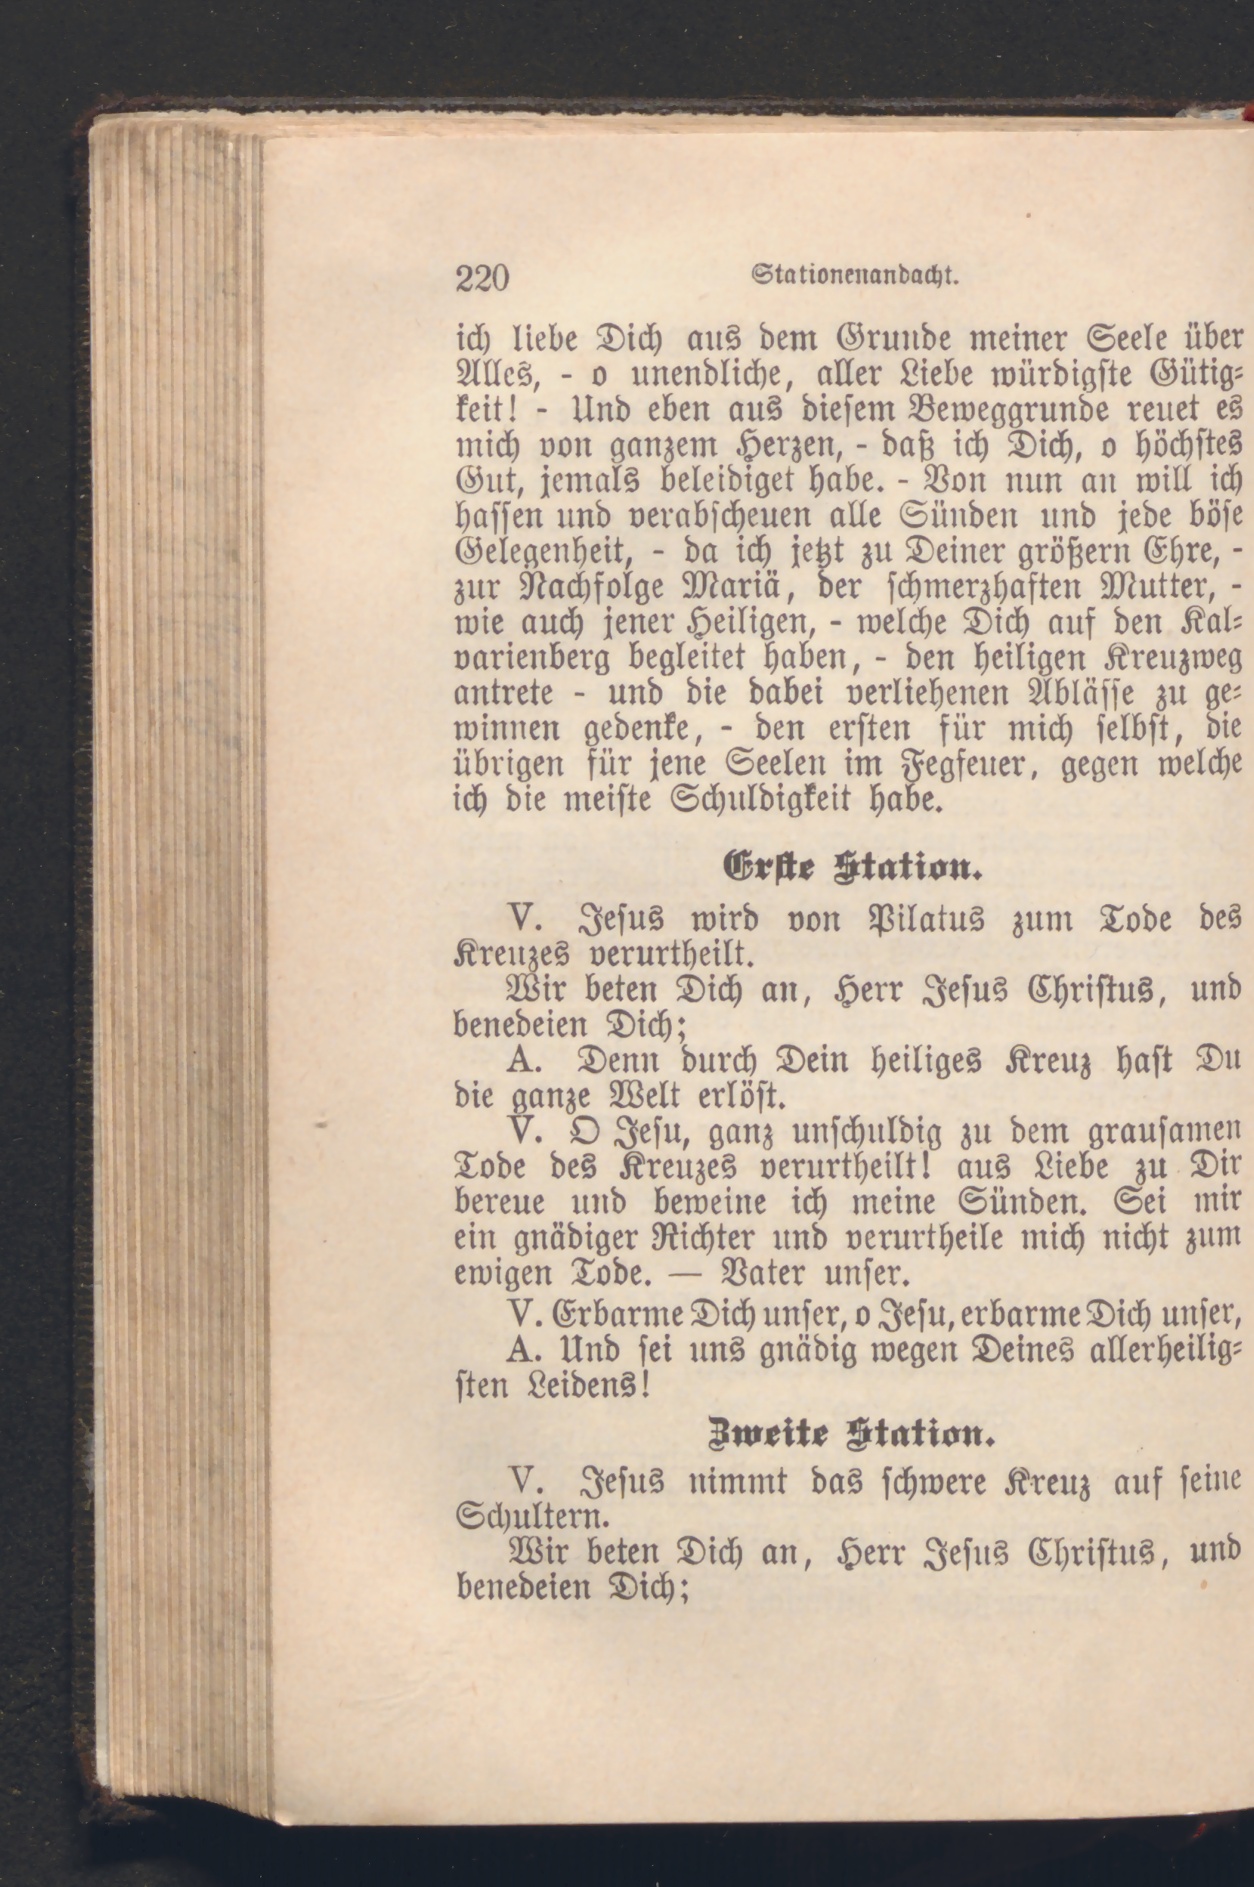 220 Stationenandacht.
ich liebe Dich aus dem Grunde meiner Seele über
Alles, - o unendliche, aller Liebe würdigste Gütig-
keit! - Und eben aus diesem Beweggrunde reuet es
mich von ganzem Herzen, - daß ich Dich, o höchstes
Gut, jemals beleidiget habe. - Von nun an will ich
hassen und verabscheuen alle Sünden und jede böse
Gelegenheit, - da ich jetzt zu Deiner größern Ehre, -
zur Nachfolge Mariä, der schmerzhaften Mutter, -
wie auch jener Heiligen, - welche Dich auf den Kal-
varienberg begleitet haben, - den heiligen Kreuzweg
antrete - und die dabei verliehenen Ablässe zu ge-
winnen gedenke, - den ersten für mich selbst, die
übrigen für jene Seelen im Fegfeuer, gegen welche
ich die meiste Schuldigkeit habe.
Erste Station.
V. Jesus wird von Pilatus zum Tode des
Kreuzes verurtheilt.
Wir beten Dich an, Herr Jesus Christus, und
benedeien Dich;
A. Denn durch Dein heiliges Kreuz hast Du
die ganze Welt erlöst.
V. O Jesu, ganz unschuldig zu dem grausamen
Tode des Kreuzes verurtheilt! aus Liebe zu Dir
bereue und beweine ich meine Sünden. Sei mir
ein gnädiger Richter und verurtheile mich nicht zum
ewigen Tode. — Vater unser.
V. Erbarme Dich unser, o Jesu, erbarme Dich unser,
A. Und sei uns gnädig wegen Deines allerheilig-
sten Leidens!
Zweite Station.
V. Jesus nimmt das schwere Kreuz auf seine
Schultern.
Wir beten Dich an, Herr Jesus Christus, und
benedeien Dich;